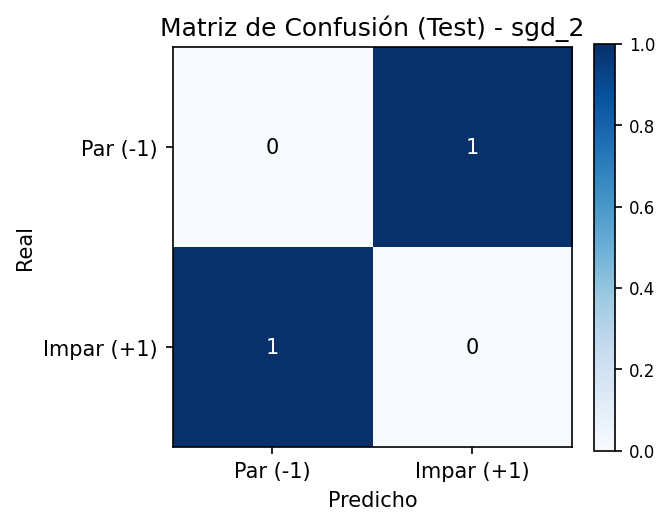 Matriz de Confusión (Test) - sgd_2
1.0
0.8
0.6
0.4
0.2
0.0
Real
Par (-1)
0 1
Impar (+1)
1 0
Par (-1) Impar (+1)
Predicho